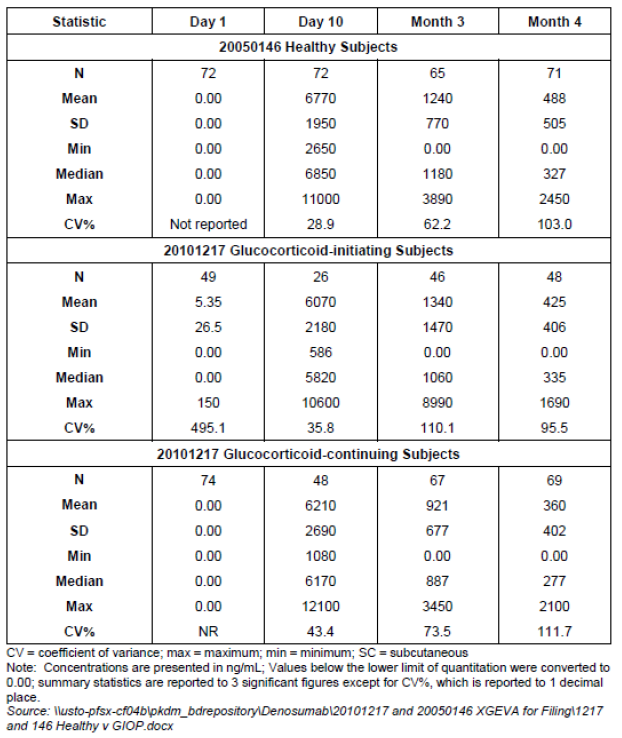 Statistic Day 1 Day 10 Month 3 Month 4
20050146 Healthy Subjects
N 72 72 65 71
Mean 0.00 6770 1240 488
SD 0.00 1950 770 505
Min 0.00 2650 0.00 0.00
Median 0.00 6850 1180 327
Max 0.00 11000 3890 2450
CV% Not reported 28.9 62.2 103.0
20101217 Glucocorticoid-initiating Subjects
N 49 26 46 48
Mean 5.35 6070 1340 425
SD 26.5 2180 1470 406
Min 0.00 586 0.00 0.00
Median 0.00 5820 1060 335
Max 150 10600 8990 1690
CV% 495.1 35.8 110.1 95.5
20101217 Glucocorticoid-continuing Subjects
N 74 48 67 69
Mean 0.00 6210 921 360
SD 0.00 2690 677 402
Min 0.00 1080 0.00 0.00
Median 0.00 6170 887 277
Max 0.00 12100 3450 2100
CV% NR 43.4 73.5 111.7
CV = coefficient of variance; max = maximum; min = minimum; SC = subcutaneous
Note: Concentrations are presented in ng/mL; Values below the lower limit of quantitation were converted to
0.00; summary statistics are reported to 3 significant figures except for CV%, which is reported to 1 decimal
place.
Source: \\usto-pfsx-cf04b\pkdm_bdrepository\Denosumab\20101217 and 20050146 XGEVA for Filing\1217
and 146 Healthy v GIOP.docx